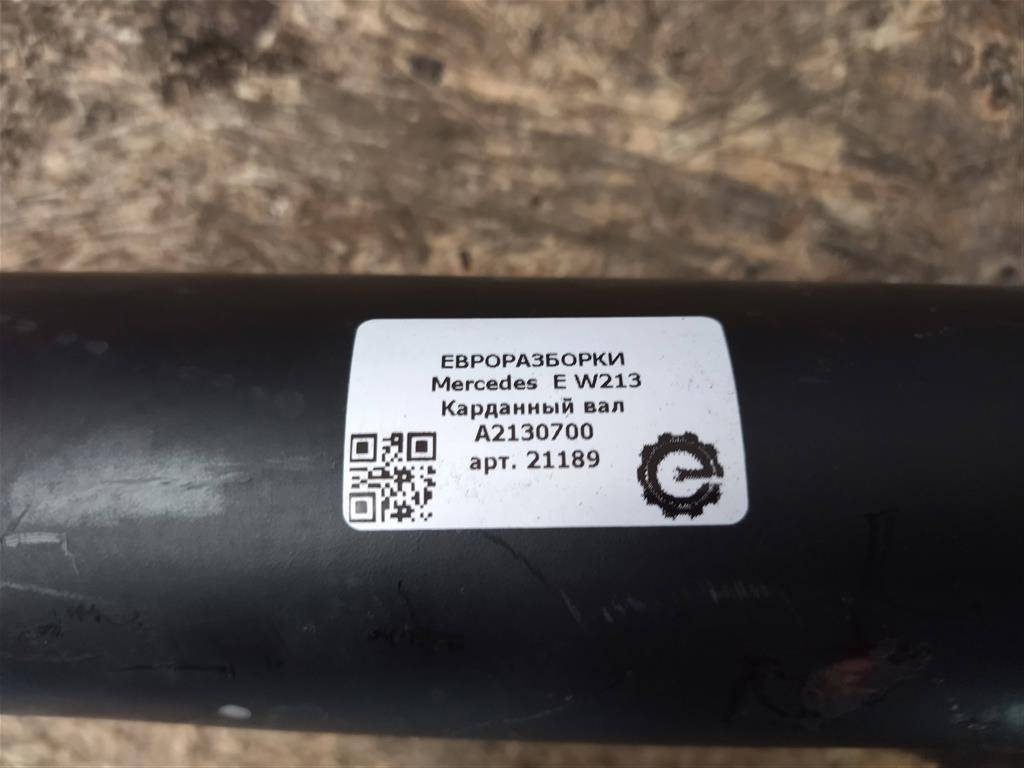 ЕВРОРАЗБОРКИ
Mercedes E W213
Карданный вал
A2130700
арт. 21189